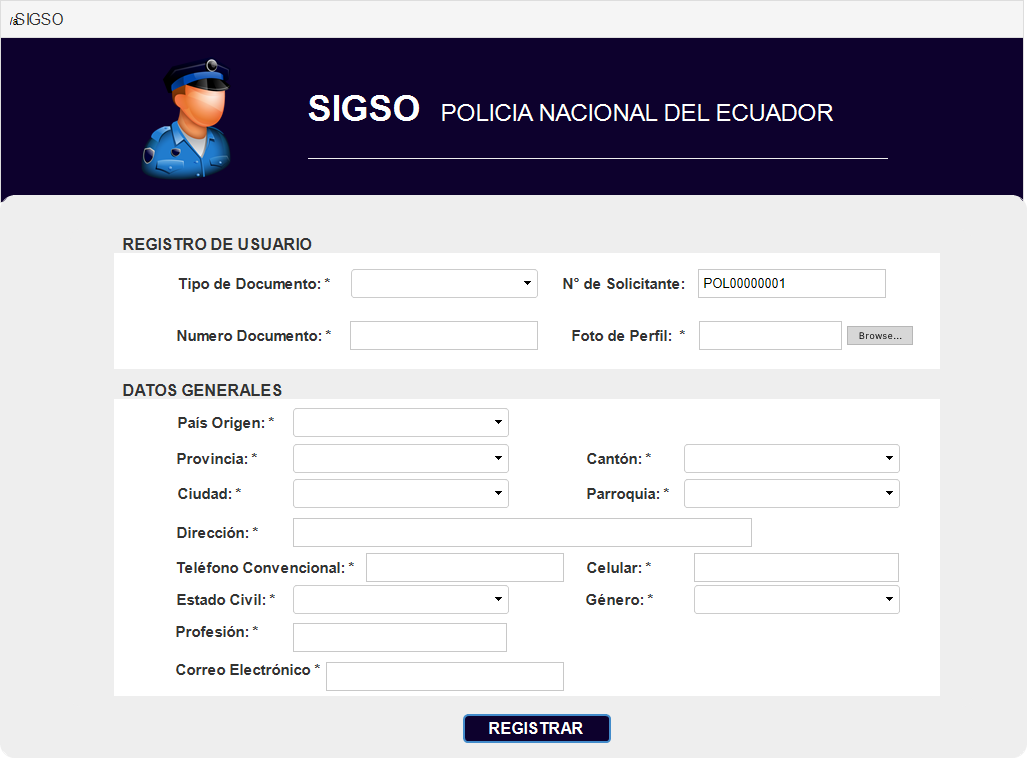 /aSIGSO
SIGSO POLICIA NACIONAL DEL ECUADOR
REGISTRO DE USUARIO
Tipo de Documento: * N° de Solicitante: POL00000001
Numero Documento: * Foto de Perfil: * Browse...
DATOS GENERALES
País Origen: *
Provincia: * Cantón: *
Ciudad: * Parroquia: *
Dirección: *
Teléfono Convencional: * Celular: *
Estado Civil: * Género: *
Profesión: *
Correo Electrónico *
REGISTRAR